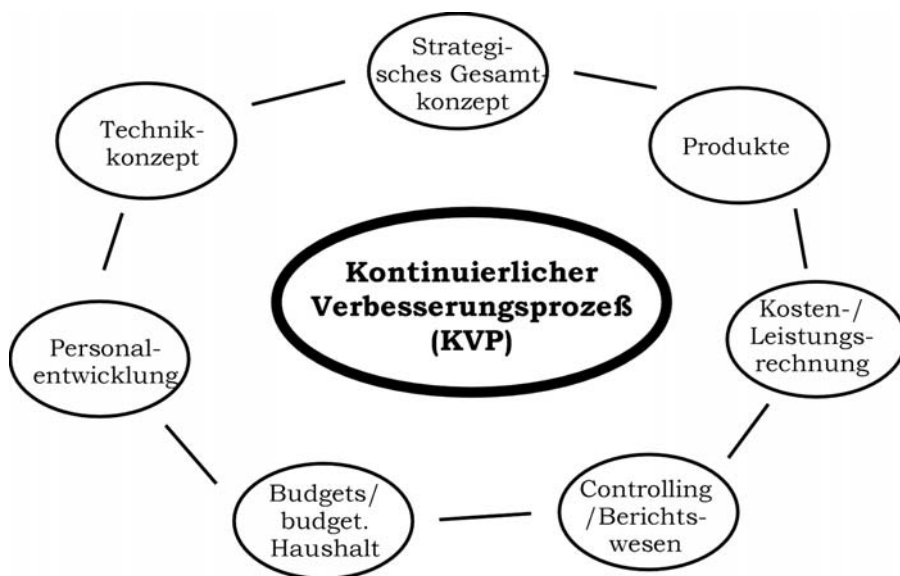 Strategi-
sches Gesamt-
konzept
Produkte
Kosten-/
Leistungs-
rechnung
Controlling
/Berichts-
wesen
Budgets/
budget.
Haushalt
Personal-
entwicklung
Technik-
konzept
Kontinuierlicher
Verbesserungsprozeß
(KVP)